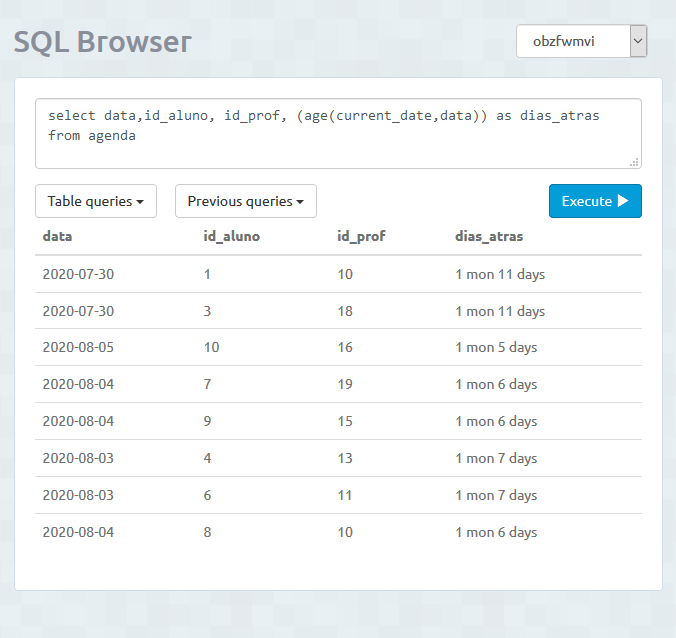 SQL Browser
obzfwmvi
select data,id_aluno, id_prof, (age(current_date,data)) as dias_atras
from agenda
Table queries Previous queries Execute
data id_aluno id_prof dias_atras
2020-07-30 1 10 1 mon 11 days
2020-07-30 3 18 1 mon 11 days
2020-08-05 10 16 1 mon 5 days
2020-08-04 7 19 1 mon 6 days
2020-08-04 9 15 1 mon 6 days
2020-08-03 4 13 1 mon 7 days
2020-08-03 6 11 1 mon 7 days
2020-08-04 8 10 1 mon 6 days